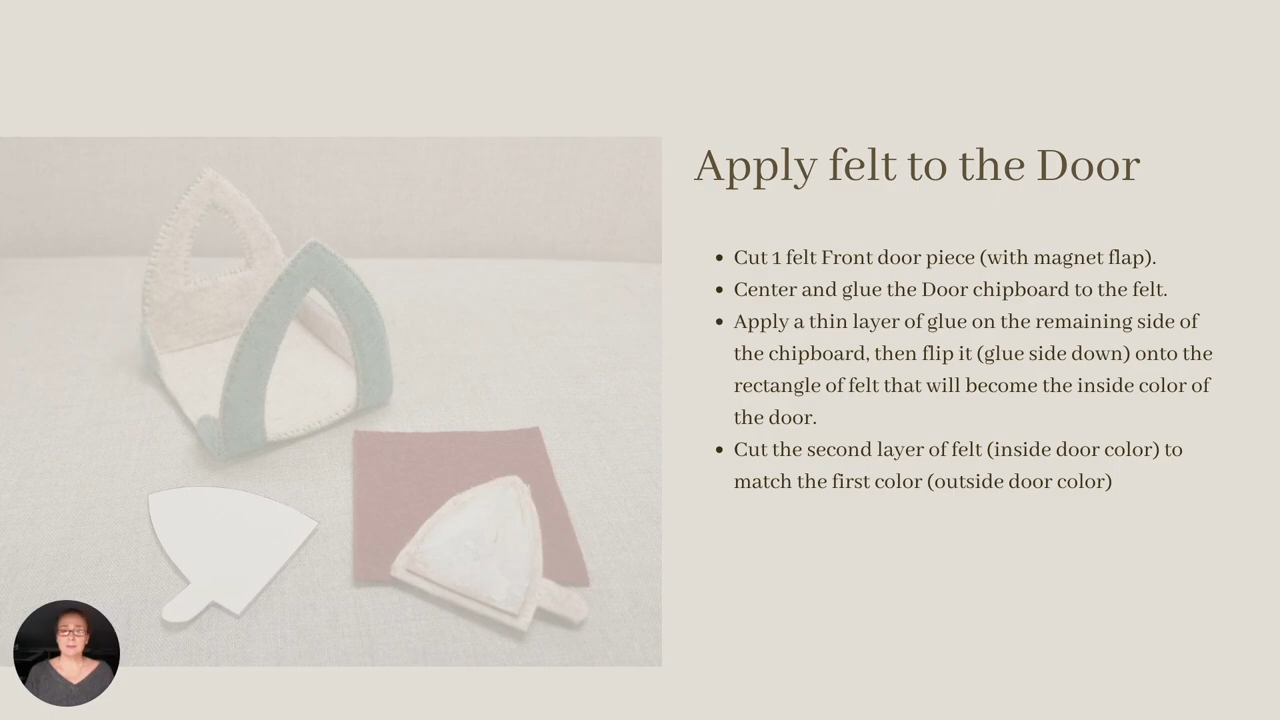 Apply felt to the Door
• Cut 1 felt Front door piece (with magnet flap).
• Center and glue the Door chipboard to the felt.
• Apply a thin layer of glue on the remaining side of
the chipboard, then flip it (glue side down) onto the
rectangle of felt that will become the inside color of
the door.
• Cut the second layer of felt (inside door color) to
match the first color (outside door color)